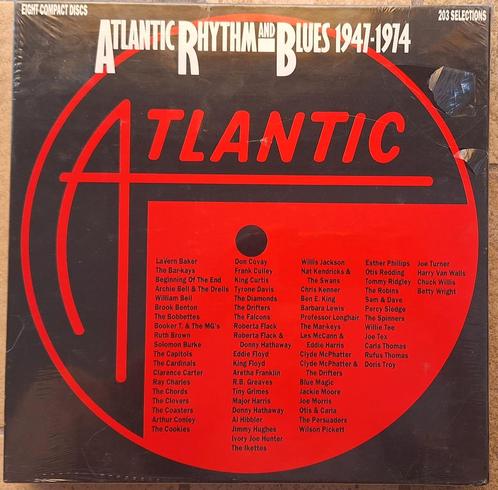 EIGHT COMPACT DISCS
203 SELECTIONS
ATLANTIC RHYTHM AND BLUES 1947-1974
ATLANTIC
LaVern Baker
The Bar-kays
Beginning Of The End
Archie Bell & The Drells
William Bell
Brook Benton
The Bobbettes
Booker T. & The MG's
Ruth Brown
Solomon Burke
The Capitols
The Cardinals
Clarence Carter
Ray Charles
The Chords
The Clovers
The Coasters
Arthur Conley
The Cookies
Don Covay
Frank Culley
King Curtis
Tyrone Davis
The Diamonds
The Drifters
The Falcons
Roberta Flack
Roberta Flack &
Donny Hathaway
Eddie Floyd
King Floyd
Aretha Franklin
R.B. Greaves
Tiny Grimes
Major Harris
Donny Hathaway
Al Hibbler
Jimmy Hughes
Ivory Joe Hunter
The Ikettes
Willis Jackson
Nat Kendricks &
The Swans
Chris Kenner
Ben E. King
Barbara Lewis
Professor Longhair
The Mar-keys
Les McCann &
Eddie Harris
Clyde McPhatter
Clyde McPhatter &
The Drifters
Blue Magic
Jackie Moore
Joe Morris
Otis & Carla
The Persuaders
Wilson Pickett
Esther Phillips
Otis Redding
Tommy Ridgley
The Robins
Sam & Dave
Percy Sledge
The Spinners
Willie Tee
Joe Tex
Carla Thomas
Rufus Thomas
Doris Troy
Joe Turner
Harry Van Walls
Chuck Willis
Betty Wright